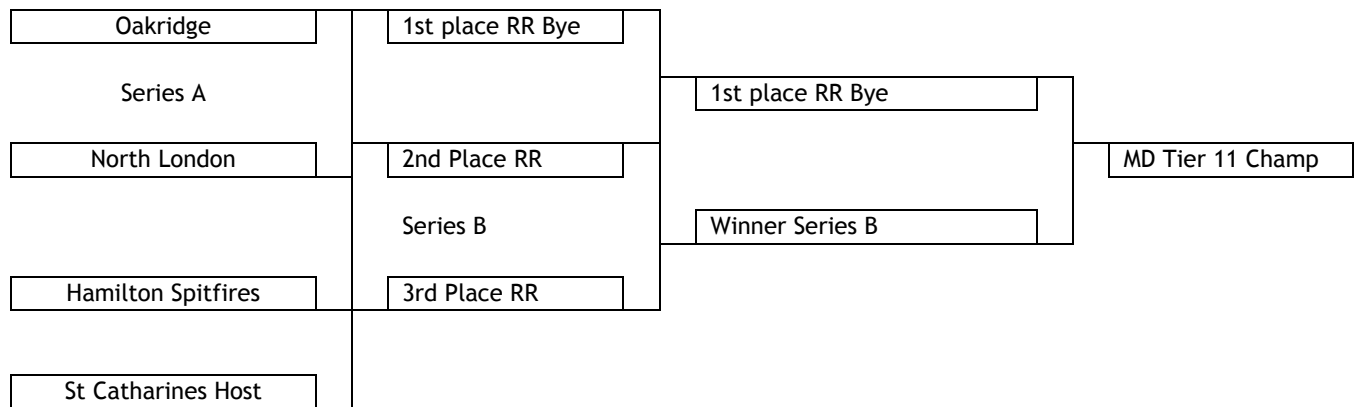 Oakridge
1st place RR Bye
Series A
1st place RR Bye
North London
2nd Place RR
MD Tier 11 Champ
Series B
Winner Series B
Hamilton Spitfires
3rd Place RR
St Catharines Host